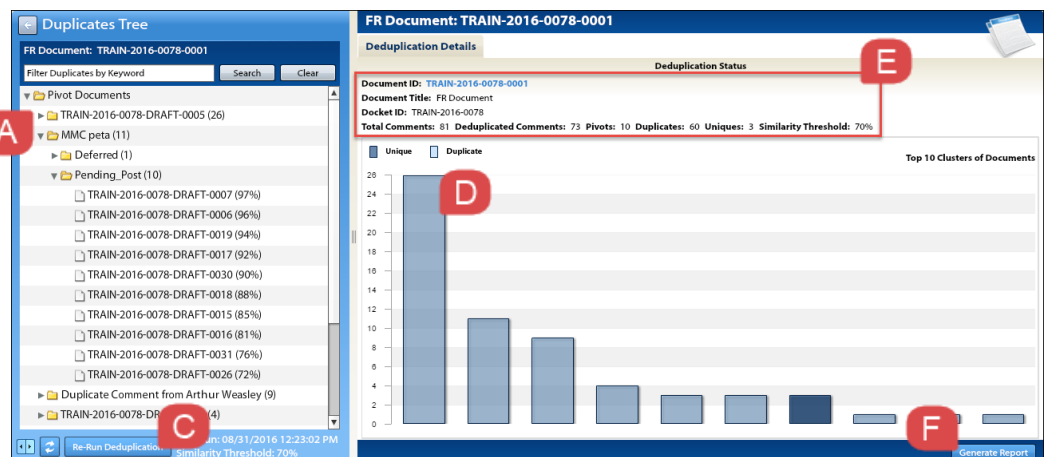 Duplicates Tree
FR Document: TRAIN-2016-0078-0001
Filter Duplicates by Keyword Search Clear
Pivot Documents
TRAIN-2016-0078-DRAFT-0005 (26)
A
MMC peta (11)
Deferred (1)
Pending_Post (10)
TRAIN-2016-0078-DRAFT-0007 (97%)
TRAIN-2016-0078-DRAFT-0006 (96%)
TRAIN-2016-0078-DRAFT-0019 (94%)
TRAIN-2016-0078-DRAFT-0017 (92%)
TRAIN-2016-0078-DRAFT-0030 (90%)
TRAIN-2016-0078-DRAFT-0018 (88%)
TRAIN-2016-0078-DRAFT-0015 (85%)
TRAIN-2016-0078-DRAFT-0016 (81%)
TRAIN-2016-0078-DRAFT-0031 (76%)
TRAIN-2016-0078-DRAFT-0026 (72%)
Duplicate Comment from Arthur Weasley (9)
TRAIN-2016-0078-DR (4)
C
Re-Run Deduplication un: 08/31/2016 12:23:02 PM
Similarity Threshold: 70%
FR Document: TRAIN-2016-0078-0001
Deduplication Details
Deduplication Status
E
Document ID: TRAIN-2016-0078-0001
Document Title: FR Document
Docket ID: TRAIN-2016-0078
Total Comments: 81 Deduplicated Comments: 73 Pivots: 10 Duplicates: 60 Uniques: 3 Similarity Threshold: 70%
Unique Duplicate
Top 10 Clusters of Documents
D
26
24
22
20
18
16
14
12
10
8
6
4
2
0
F
Generate Report